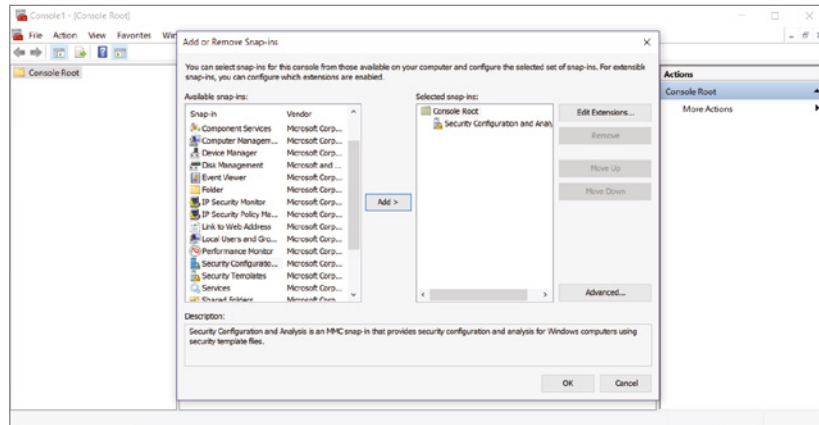 Console1 - [Console Root]
File Action View Favorites
Add or Remove Snap-ins
You can select snap-ins for this console from those available on your computer and configure the selected set of snap-ins. For extensible
snap-ins, you can configure which extensions are enabled.
Available snap-ins:
Snap-in Vendor
Component Services Microsoft Corp...
Computer Managem... Microsoft Corp...
Device Manager Microsoft Corp...
Disk Management Microsoft and ...
Event Viewer Microsoft Corp...
Folder Microsoft Corp...
IP Security Monitor Microsoft Corp...
IP Security Policy Ma... Microsoft Corp...
Link to Web Address Microsoft Corp...
Local Users and Gro... Microsoft Corp...
Performance Monitor Microsoft Corp...
Security Configuratio... Microsoft Corp...
Security Templates Microsoft Corp...
Services Microsoft Corp...
Shared Folders Microsoft Corp...
Add >
Selected snap-ins:
Console Root
Security Configuration and Analy
Edit Extensions...
Remove
Move Up
Move Down
Advanced...
Description:
Security Configuration and Analysis is an MMC snap-in that provides security configuration and analysis for Windows computers using
security template files.
OK Cancel
Console Root
Actions
Console Root
More Actions